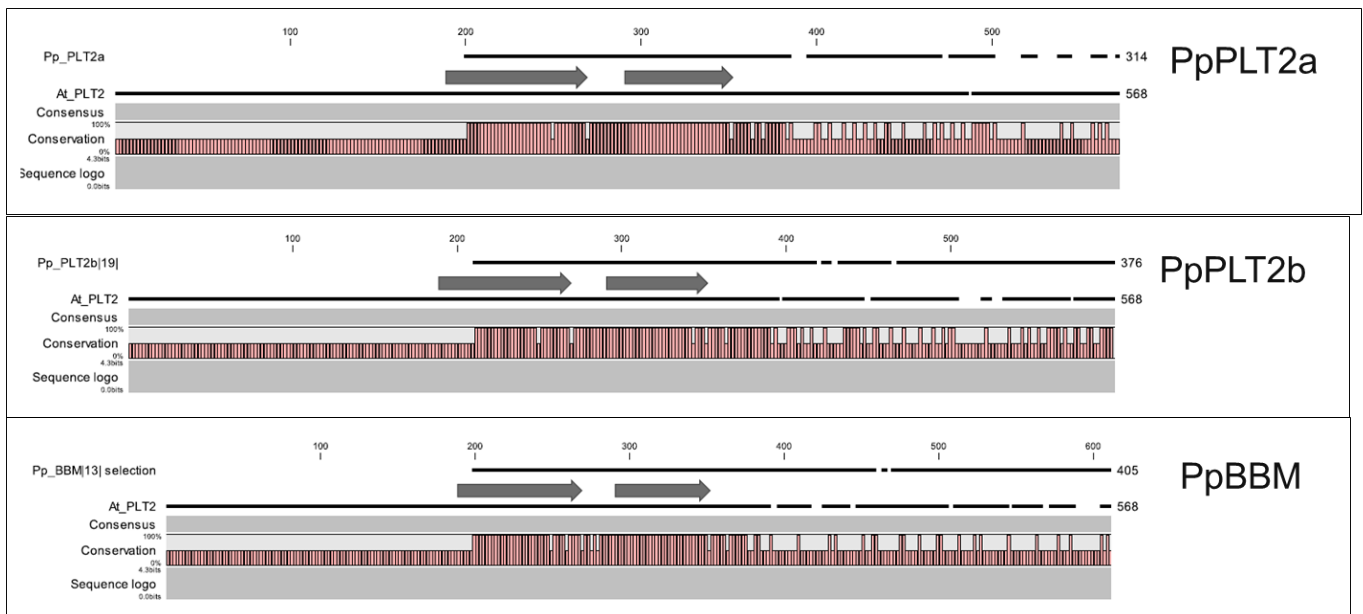 100 200 300 400 500
Pp_PLT2a 314 PpPLT2a
At_PLT2 568
Consensus
100%
Conservation
0%
4.3bits
Sequence logo
0.0bits
100 200 300 400 500
Pp_PLT2b|19| 376 PpPLT2b
At_PLT2 568
Consensus
100%
Conservation
0%
4.3bits
Sequence logo
0.0bits
100 200 300 400 500 600
Pp_BBM|13| selection 405 PpBBM
At_PLT2 568
Consensus
100%
Conservation
0%
4.3bits
Sequence logo
0.0bits